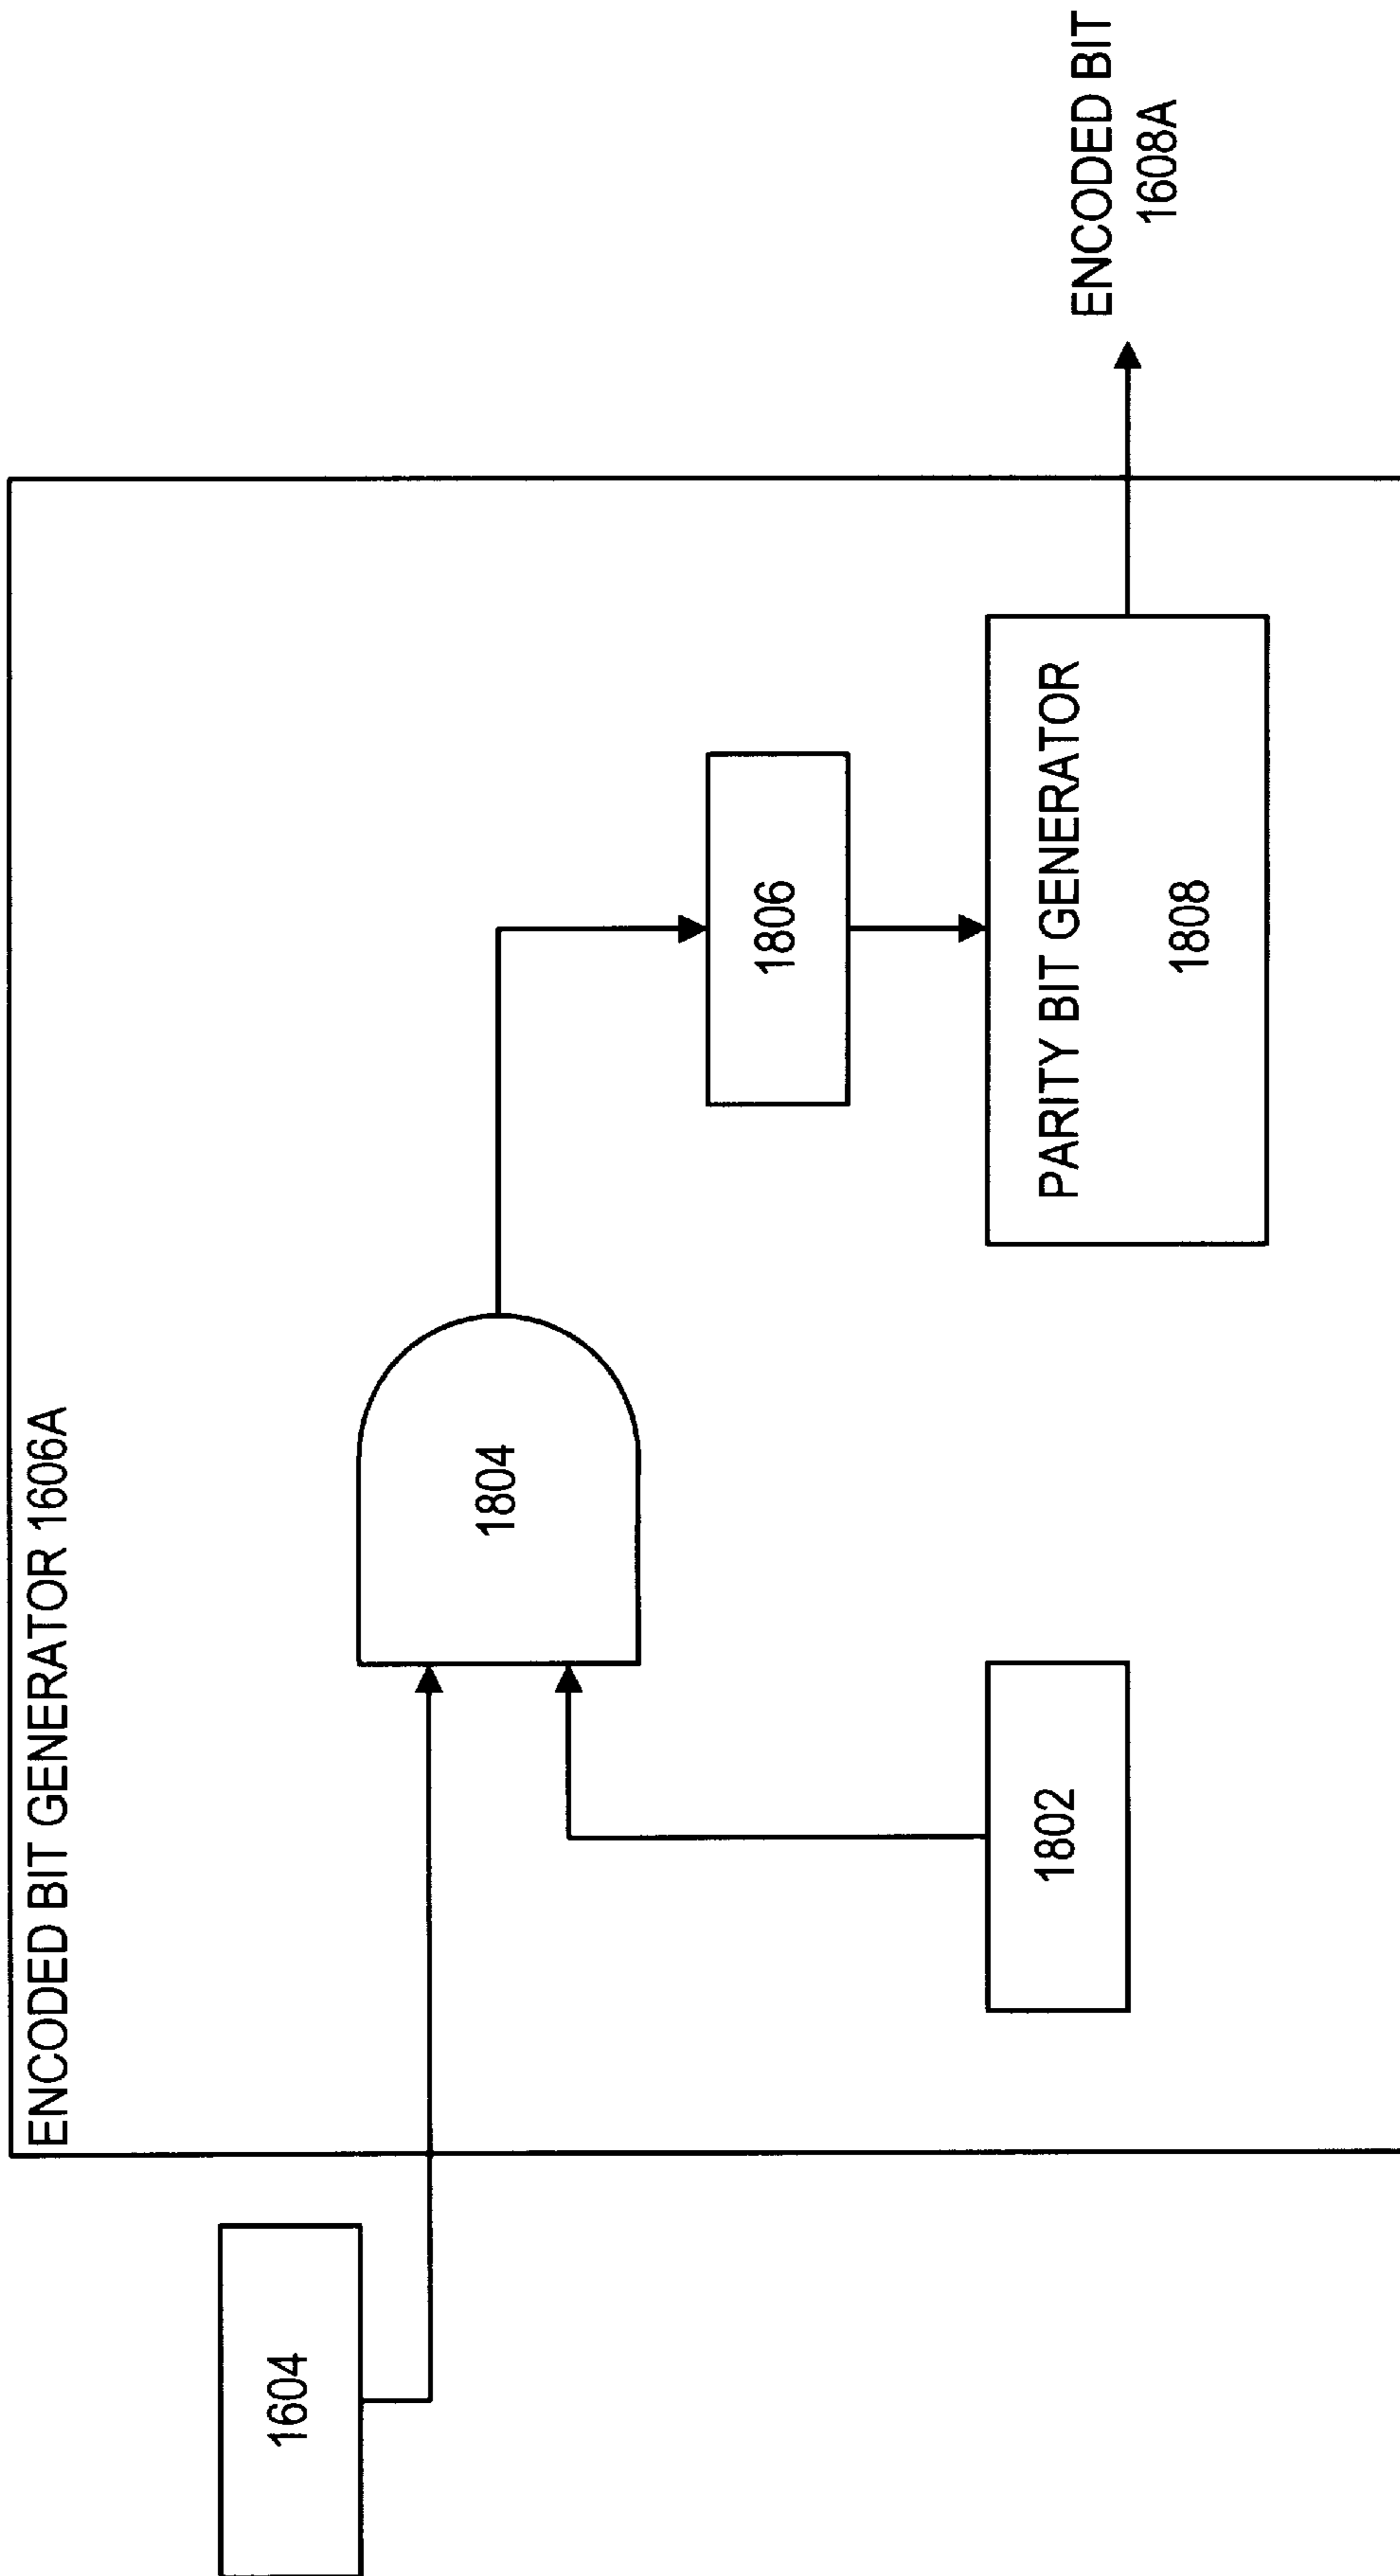 ENCODED BIT GENERATOR 1606A
1604
1804
1806
1802
PARITY BIT GENERATOR
1808
ENCODED BIT
1608A